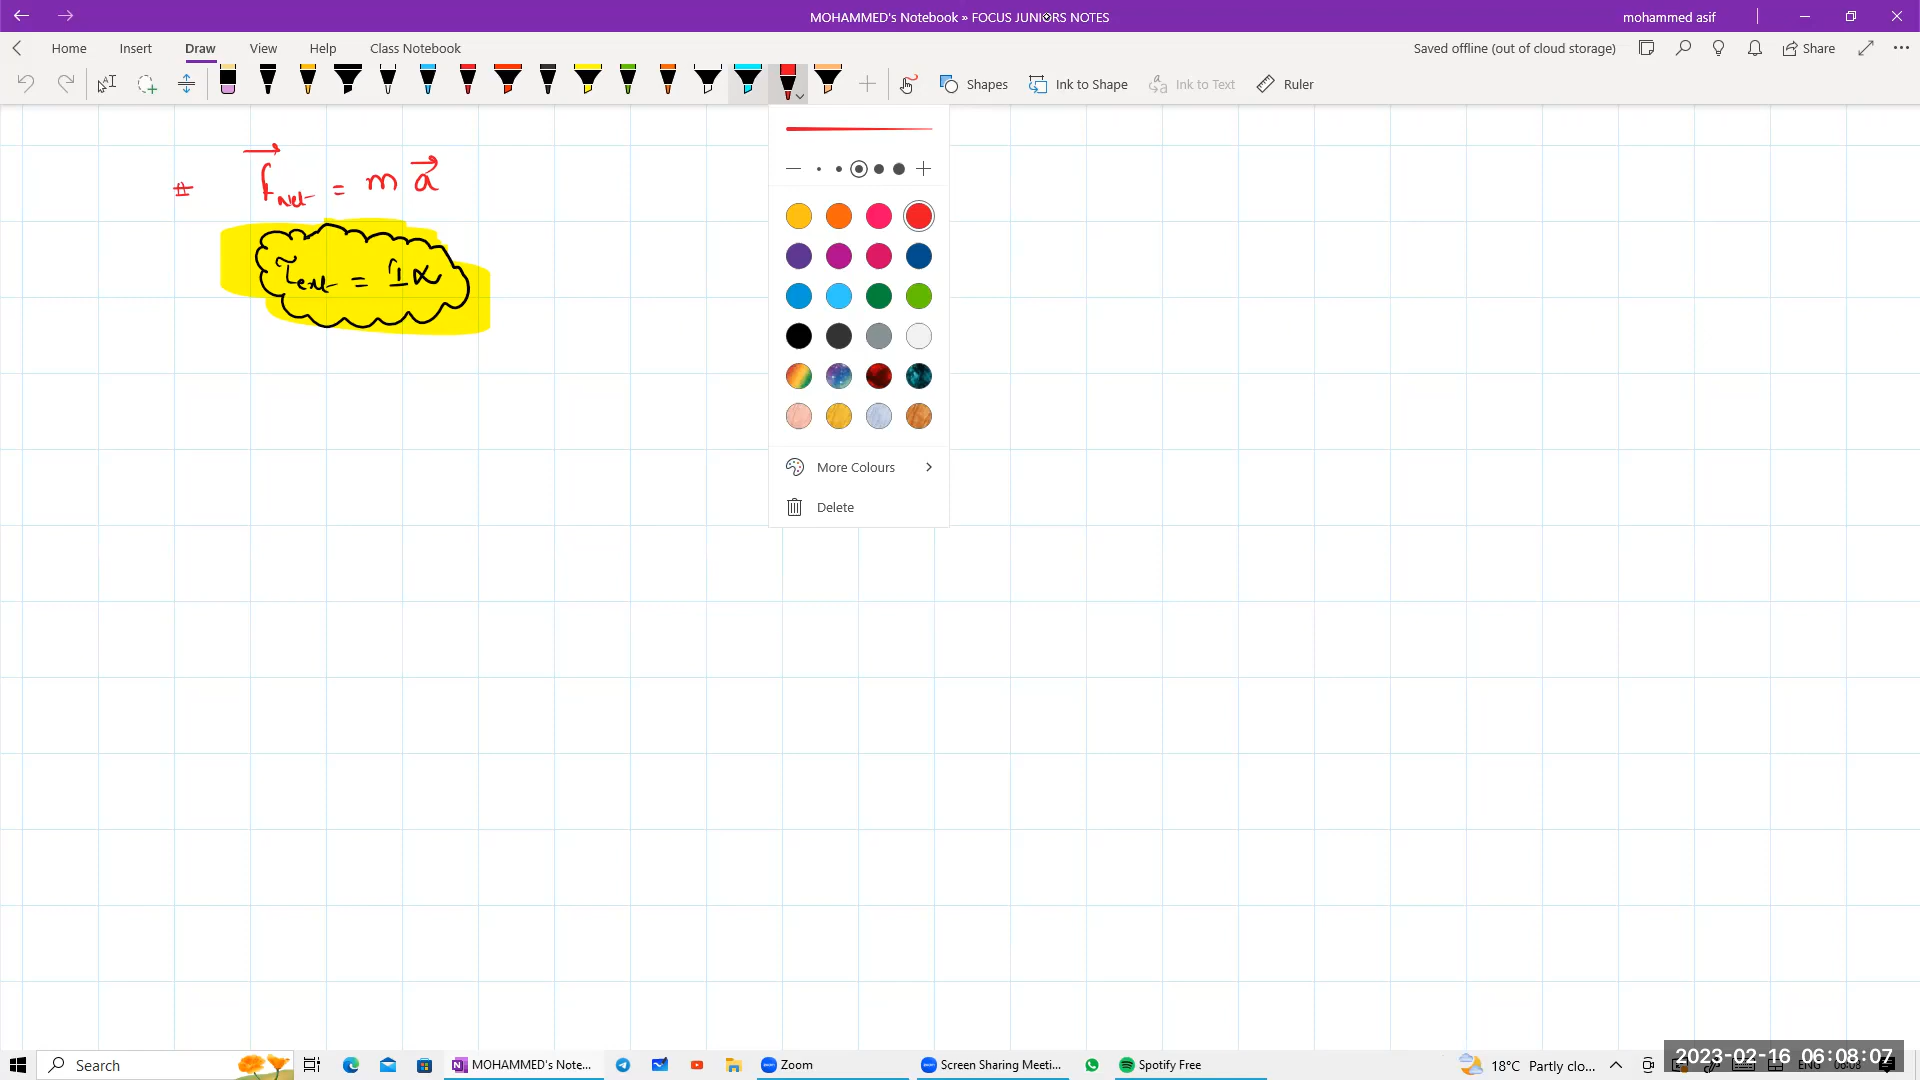 MOHAMMED's Notebook » FOCUS JUNIORS NOTES
mohammed asif
Home Insert Draw View Help Class Notebook
Saved offline (out of cloud storage)
Share
Shapes
Ink to Shape
Ink to Text
Ruler
# F⃗net = m a⃗
τext = Iα
More Colours
Delete
Search
MOHAMMED's Note...
Zoom
Screen Sharing Meeti...
Spotify Free
18°C Partly clo...
2023-02-16 06:08:07